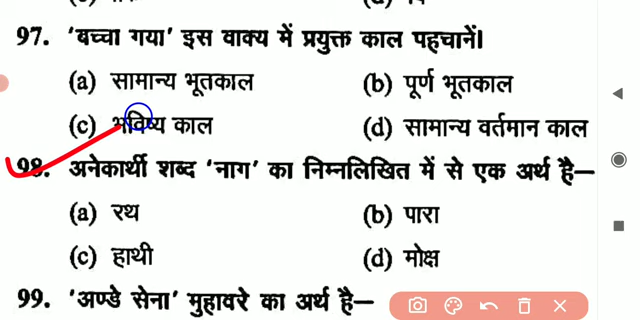 97. 'बच्चा गया' इस वाक्य में प्रयुक्त काल पहचानें।
(a) सामान्य भूतकाल (b) पूर्ण भूतकाल
(c) भविष्य काल (d) सामान्य वर्तमान काल
98. अनेकार्थी शब्द 'नाग' का निम्नलिखित में से एक अर्थ है—
(a) रथ (b) पारा
(c) हाथी (d) मोक्ष
99. 'अण्डे सेना' मुहावरे का अर्थ है—